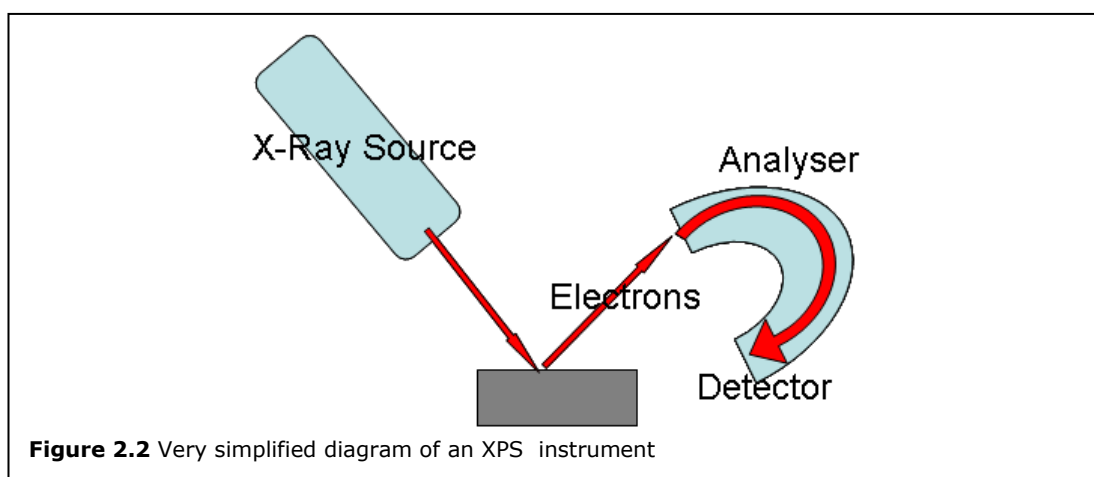 X-Ray Source
Analyser
Electrons
Detector
Figure 2.2 Very simplified diagram of an XPS instrument